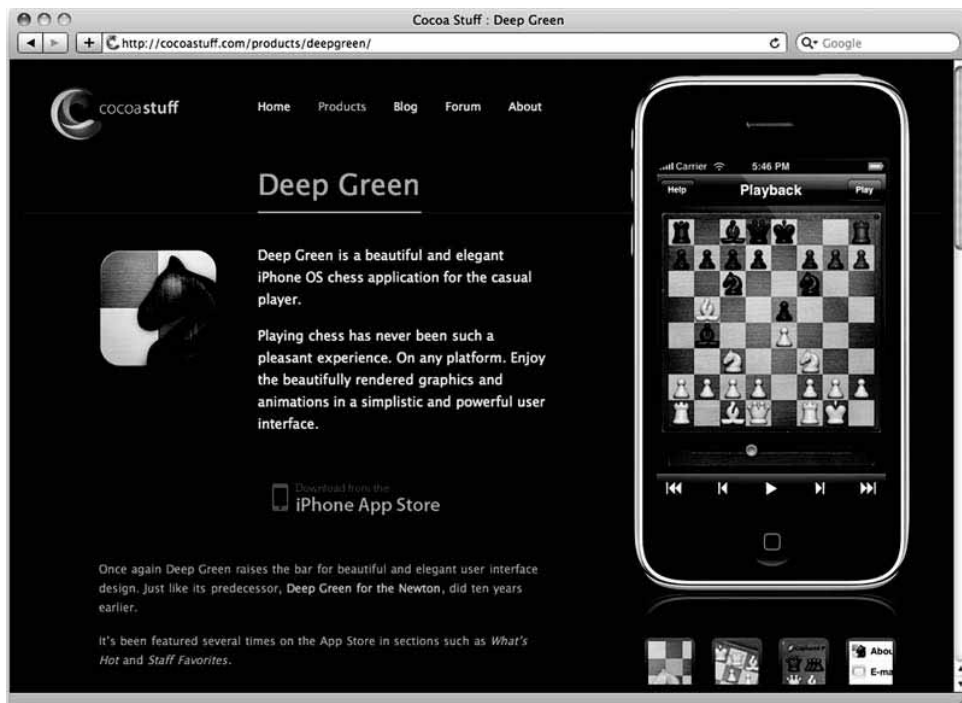 Cocoa Stuff : Deep Green
http://cocoastuff.com/products/deepgreen/
Google
cocoastuff
Home Products Blog Forum About
Deep Green
Deep Green is a beautiful and elegant
iPhone OS chess application for the casual
player.
Playing chess has never been such a
pleasant experience. On any platform. Enjoy
the beautifully rendered graphics and
animations in a simplistic and powerful user
interface.
Download from the
iPhone App Store
Once again Deep Green raises the bar for beautiful and elegant user interface
design. Just like its predecessor, Deep Green for the Newton, did ten years
earlier.
It's been featured several times on the App Store in sections such as What's
Hot and Staff Favorites.
Carrier 5:46 PM
Help Playback Play
Abou
E-ma